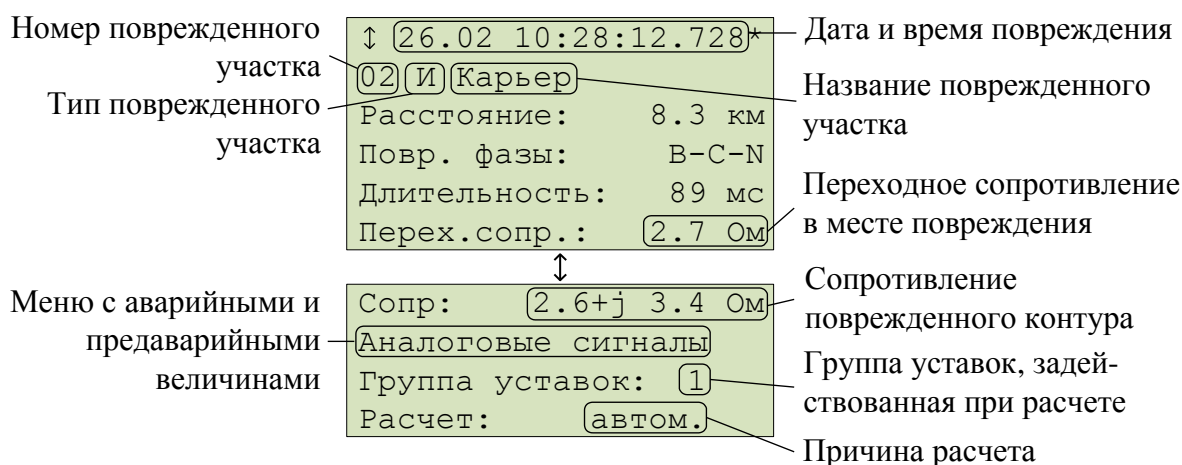 Номер поврежденного
участка
Тип поврежденного
участка
↕ 26.02 10:28:12.728*
02 И Карьер
Расстояние: 8.3 км
Повр. фазы: В-С-N
Длительность: 89 мс
Перех.сопр.: 2.7 Ом
Дата и время повреждения
Название поврежденного
участка
Переходное сопротивление
в месте повреждения
↕
Меню с аварийными и
предаварийными
величинами
Сопр: 2.6+j 3.4 Ом
Аналоговые сигналы
Группа уставок: 1
Расчет: автом.
Сопротивление
поврежденного контура
Группа уставок, задей-
ствованная при расчете
Причина расчета